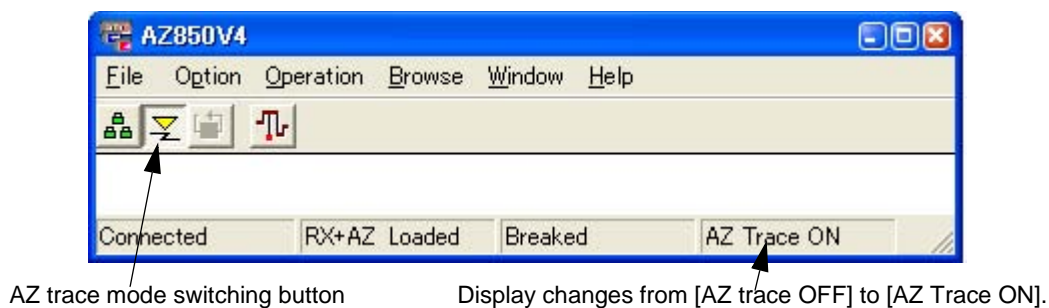 AZ850V4
File Option Operation Browse Window Help
Connected RX+AZ Loaded Breaked AZ Trace ON
AZ trace mode switching button Display changes from [AZ trace OFF] to [AZ Trace ON].